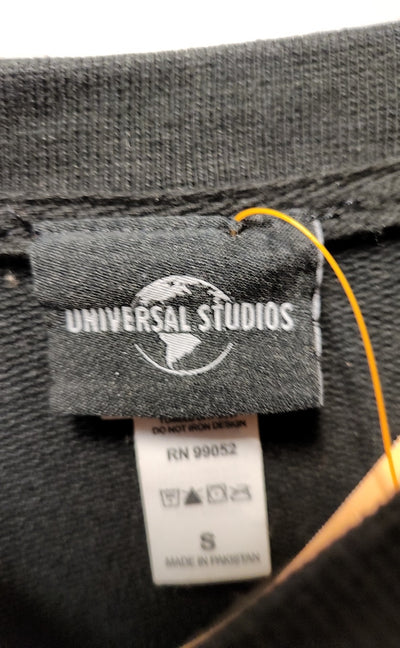 UNIVERSAL STUDIOS
DO NOT IRON DESIGN
RN 99052
S
MADE IN PAKISTAN